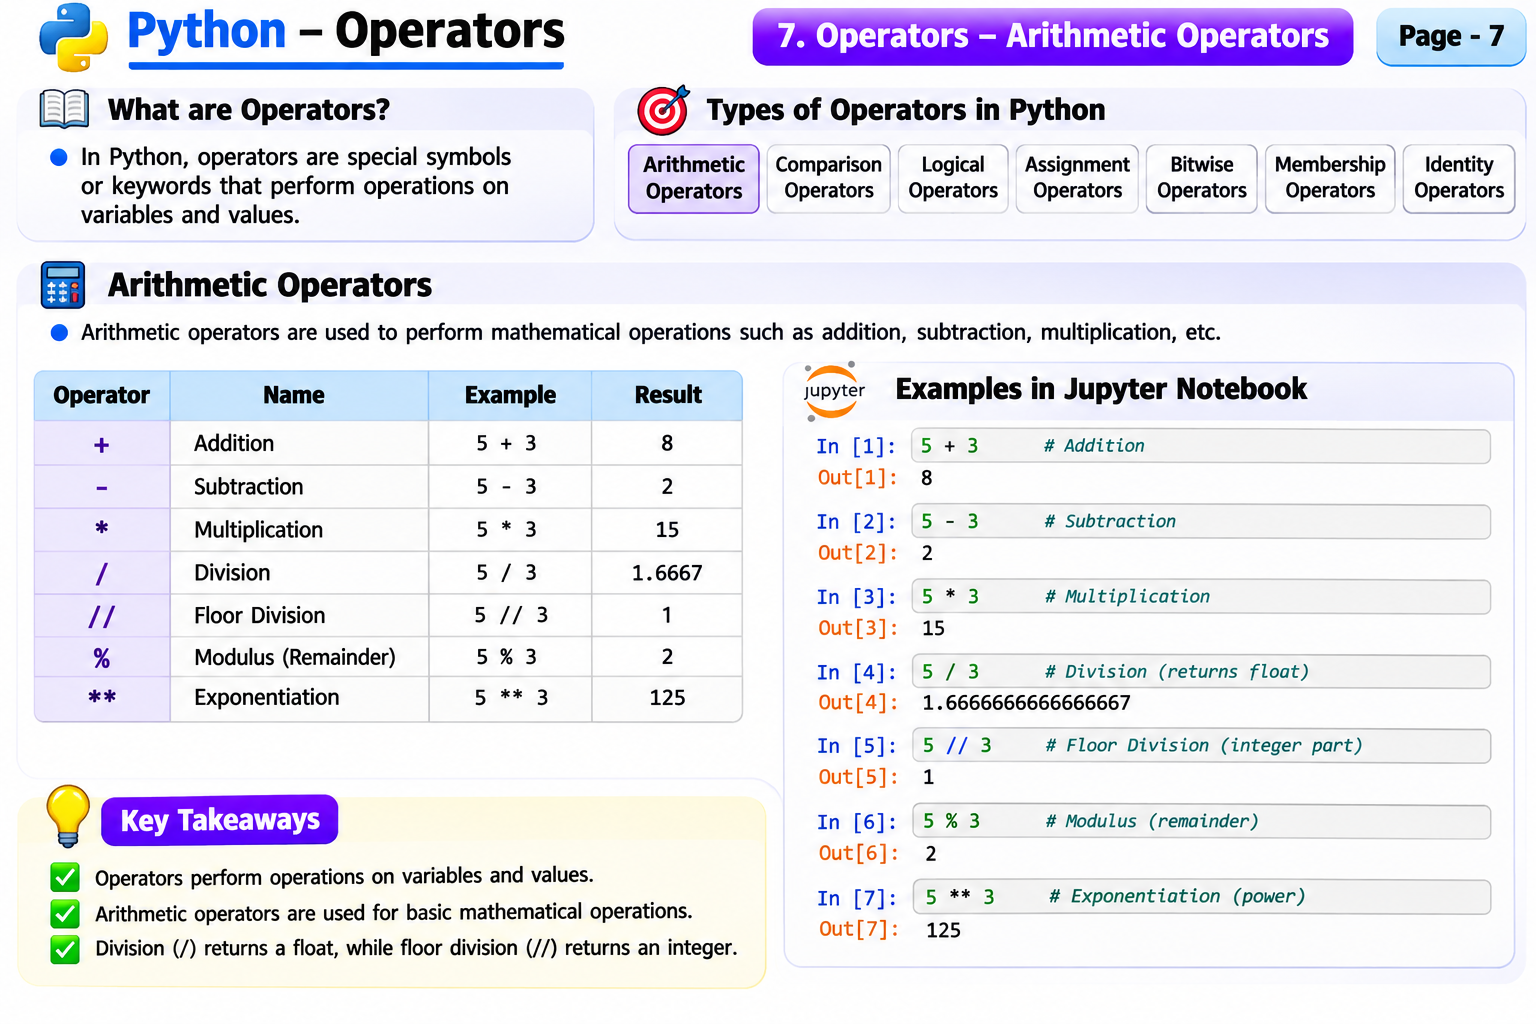 Python – Operators
7. Operators – Arithmetic Operators
Page - 7
What are Operators?
In Python, operators are special symbols
or keywords that perform operations on
variables and values.
Types of Operators in Python
Arithmetic
Operators
Comparison
Operators
Logical
Operators
Assignment
Operators
Bitwise
Operators
Membership
Operators
Identity
Operators
Arithmetic Operators
Arithmetic operators are used to perform mathematical operations such as addition, subtraction, multiplication, etc.
Operator Name Example Result
+ Addition 5 + 3 8
- Subtraction 5 - 3 2
* Multiplication 5 * 3 15
/ Division 5 / 3 1.6667
// Floor Division 5 // 3 1
% Modulus (Remainder) 5 % 3 2
** Exponentiation 5 ** 3 125
jupyter
Examples in Jupyter Notebook
In [1]: 5 + 3 # Addition
Out[1]: 8
In [2]: 5 - 3 # Subtraction
Out[2]: 2
In [3]: 5 * 3 # Multiplication
Out[3]: 15
In [4]: 5 / 3 # Division (returns float)
Out[4]: 1.6666666666666667
In [5]: 5 // 3 # Floor Division (integer part)
Out[5]: 1
In [6]: 5 % 3 # Modulus (remainder)
Out[6]: 2
In [7]: 5 ** 3 # Exponentiation (power)
Out[7]: 125
Key Takeaways
Operators perform operations on variables and values.
Arithmetic operators are used for basic mathematical operations.
Division (/) returns a float, while floor division (//) returns an integer.